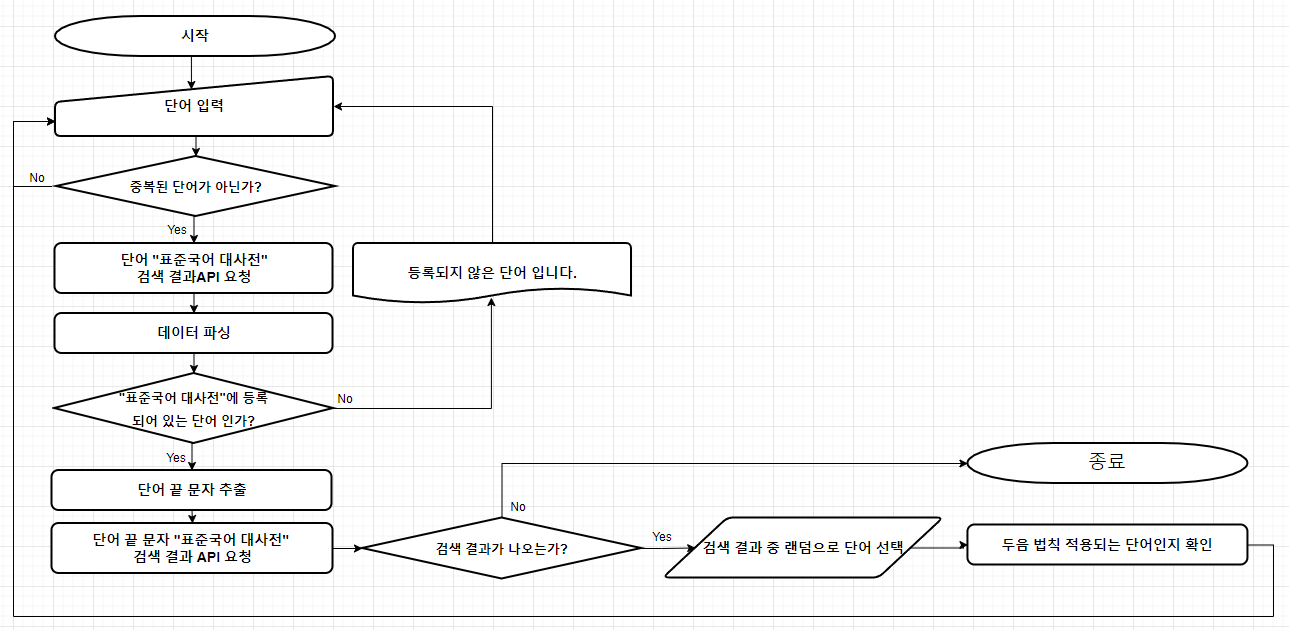 시작
단어 입력
No
중복된 단어가 아닌가?
Yes
단어 "표준국어 대사전"
검색 결과API 요청
등록되지 않은 단어 입니다.
데이터 파싱
"표준국어 대사전"에 등록
되어 있는 단어 인가?
No
Yes
단어 끝 문자 추출
종료
No
단어 끝 문자 "표준국어 대사전"
검색 결과 API 요청
검색 결과가 나오는가?
Yes
검색 결과 중 랜덤으로 단어 선택
두음 법칙 적용되는 단어인지 확인